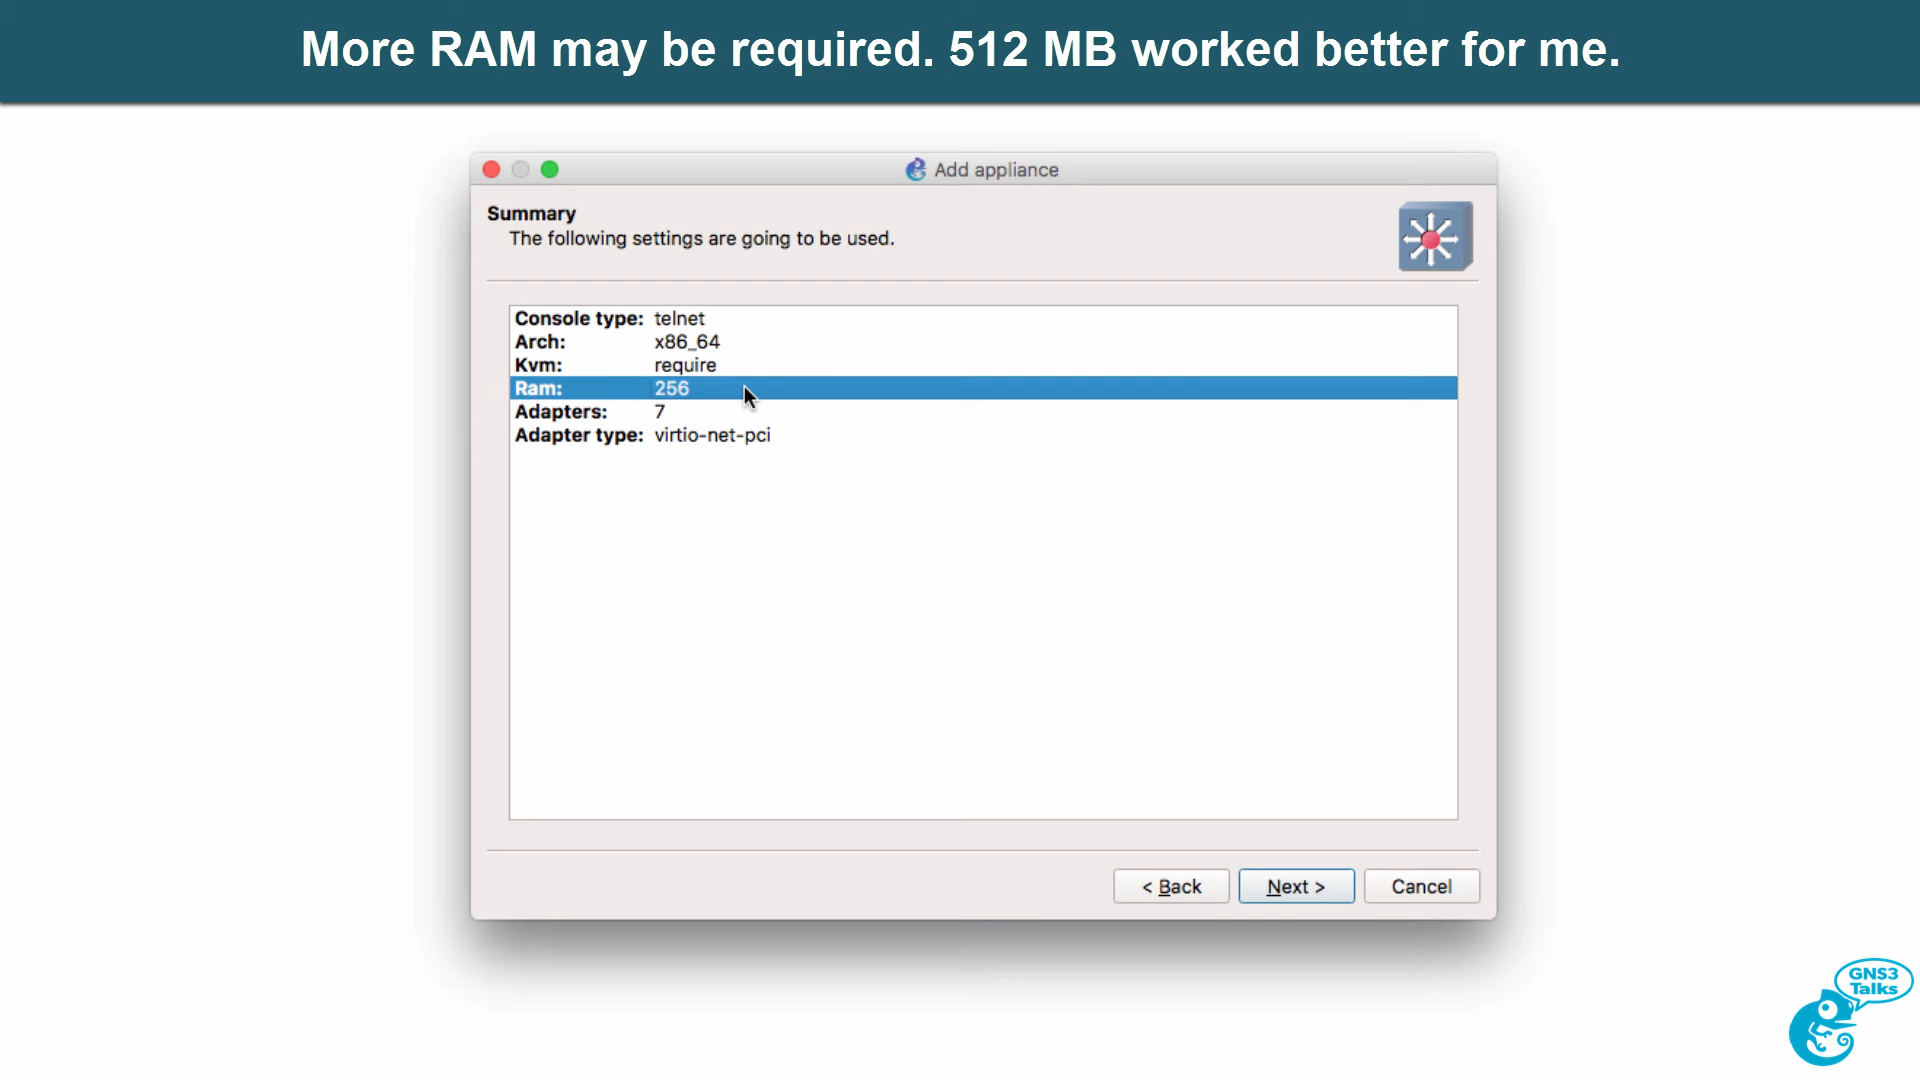 More RAM may be required. 512 MB worked better for me.
Add appliance
Summary
The following settings are going to be used.
Console type: telnet
Arch: x86_64
Kvm: require
Ram: 256
Adapters: 7
Adapter type: virtio-net-pci
< Back Next > Cancel
GNS3
Talks